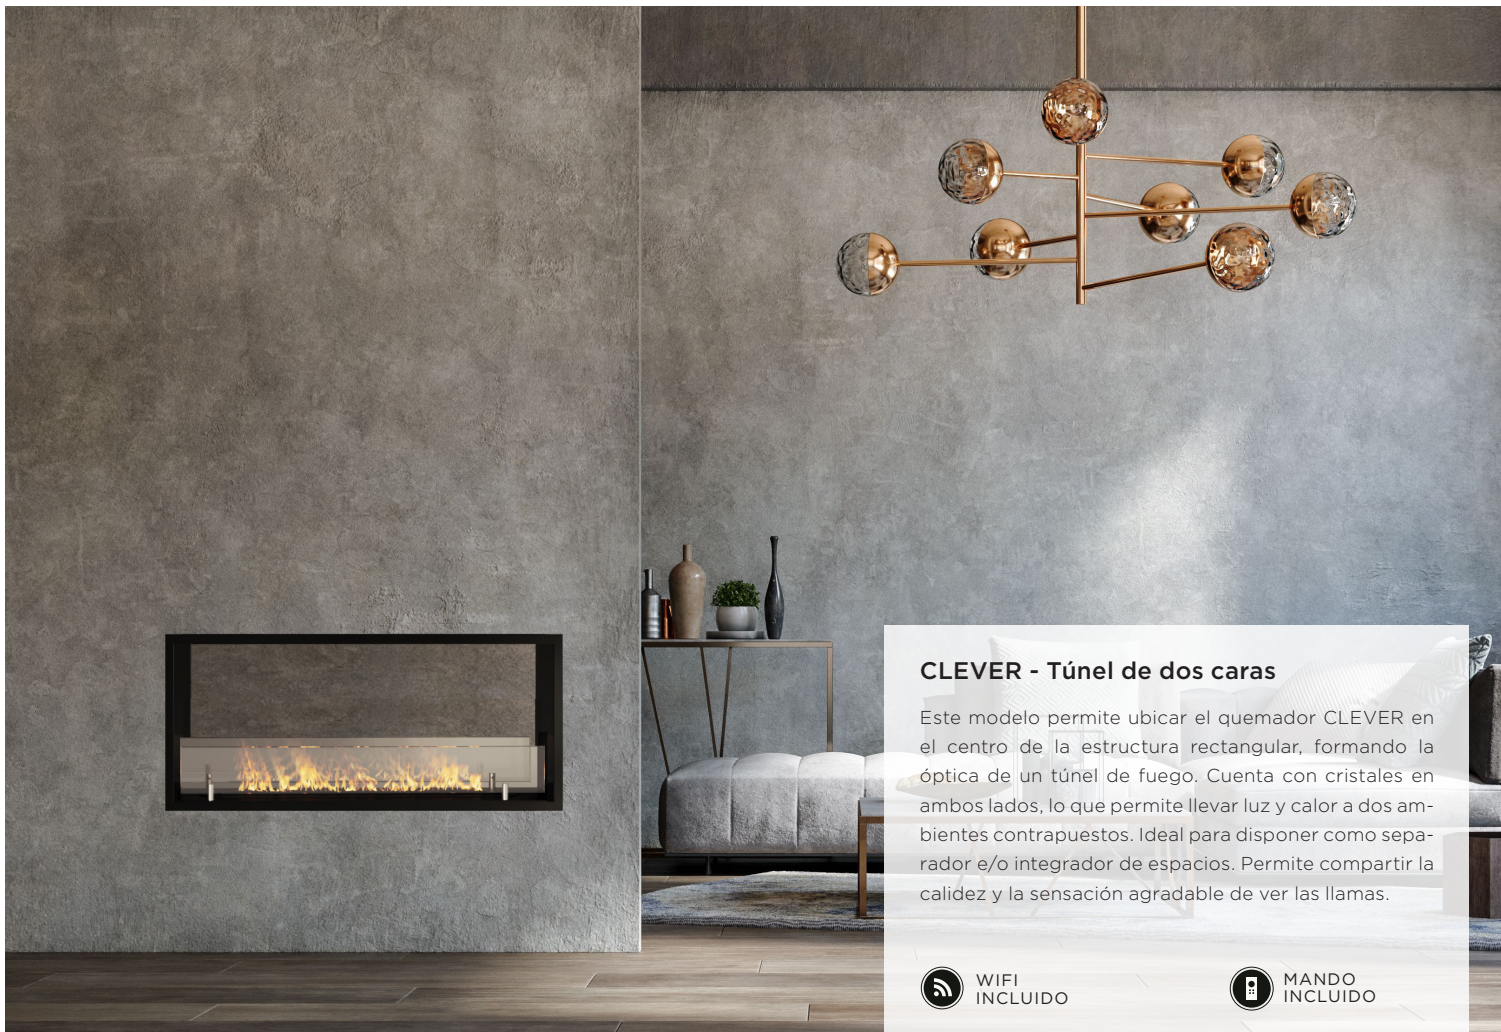 CLEVER - Túnel de dos caras
Este modelo permite ubicar el quemador CLEVER en
el centro de la estructura rectangular, formando la
óptica de un túnel de fuego. Cuenta con cristales en
ambos lados, lo que permite llevar luz y calor a dos am-
bientes contrapuestos. Ideal para disponer como sepa-
rador e/o integrador de espacios. Permite compartir la
calidez y la sensación agradable de ver las llamas.
WIFI
INCLUIDO
MANDO
INCLUIDO